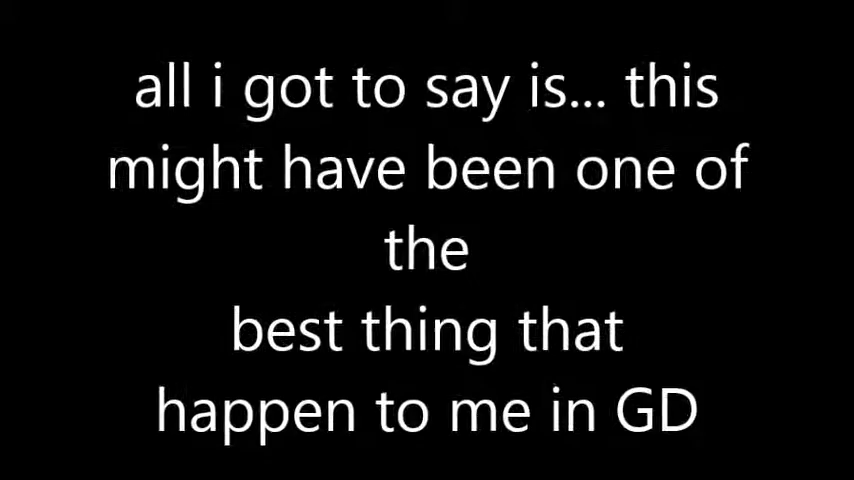 all i got to say is... this
might have been one of
the
best thing that
happen to me in GD